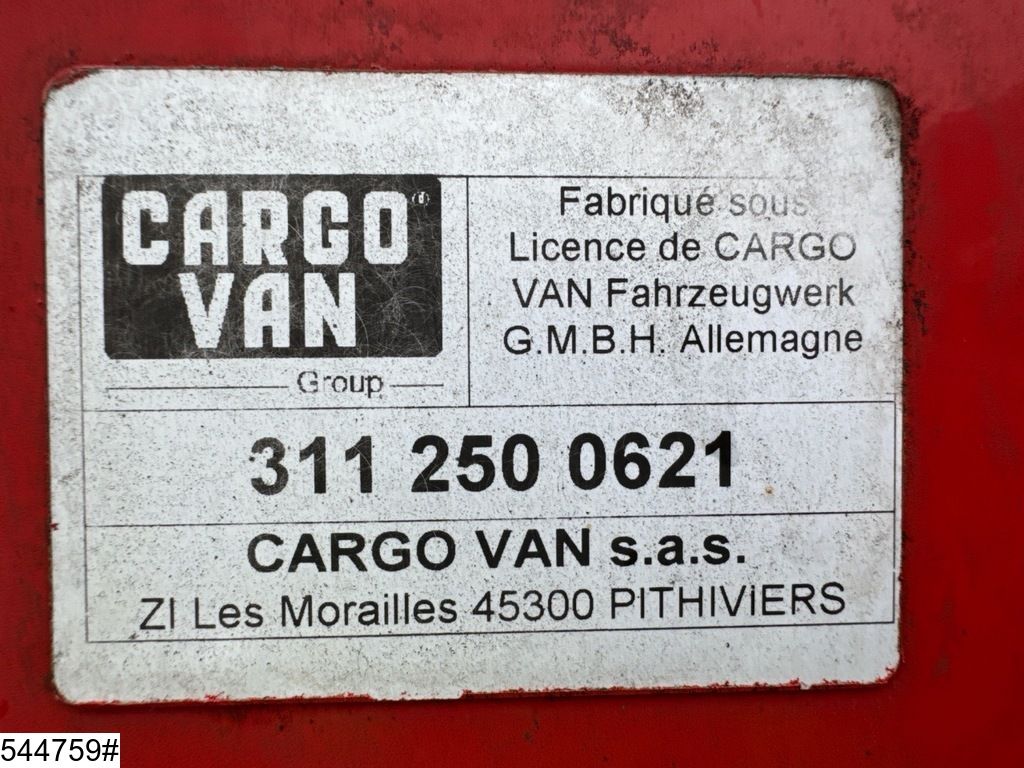 CARGO
VAN
Group
Fabriqué sous
Licence de CARGO
VAN Fahrzeugwerk
G.M.B.H. Allemagne
311 250 0621
CARGO VAN s.a.s.
ZI Les Morailles 45300 PITHIVIERS
544759#